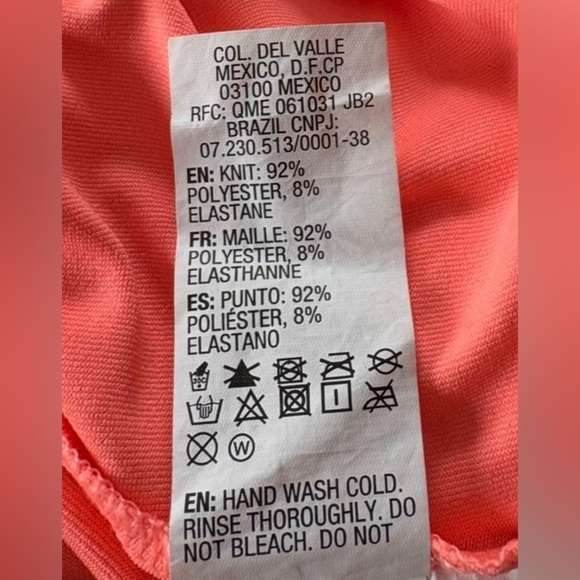 COL. DEL VALLE
MEXICO, D.F.CP
03100 MEXICO
RFC: QME 061031 JB2
BRAZIL CNPJ:
07.230.513/0001-38
EN: KNIT: 92%
POLYESTER, 8%
ELASTANE
FR: MAILLE: 92%
POLYESTER, 8%
ELASTHANNE
ES: PUNTO: 92%
POLIÉSTER, 8%
ELASTANO
W
EN: HAND WASH COLD.
RINSE THOROUGHLY. DO
NOT BLEACH. DO NOT